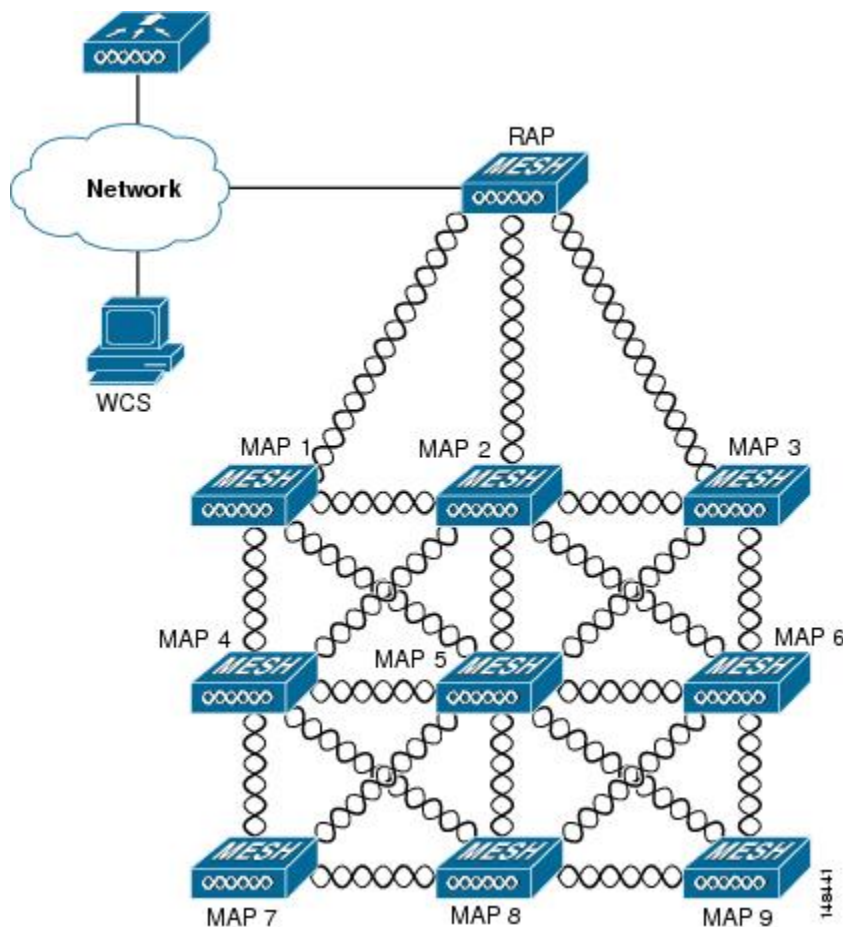 RAP
MESH
Network
WCS
MAP 1
MAP 2
MAP 3
MESH
MESH
MESH
MAP 4
MAP 5
MAP 6
MESH
MESH
MESH
MESH
MESH
MESH
MAP 7
MAP 8
MAP 9
148441